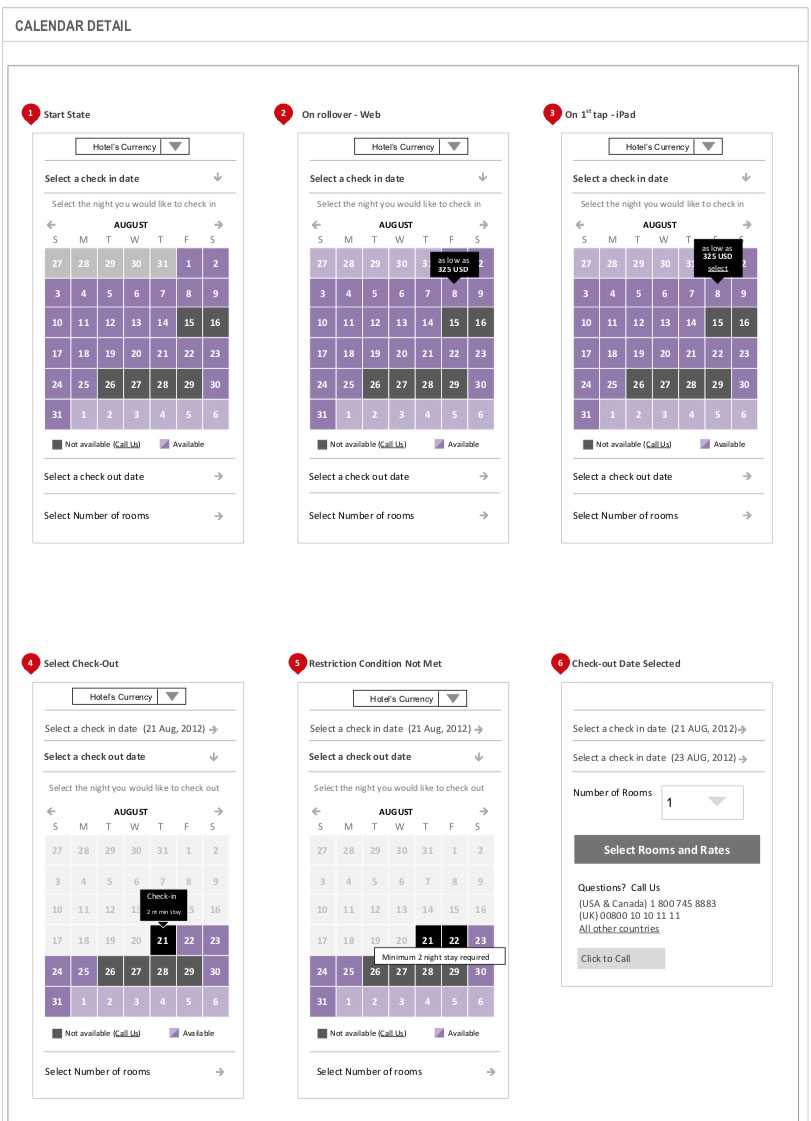 CALENDAR DETAIL
1 Start State
Hotel's Currency
Select a check in date
Select the night you would like to check in
AUGUST
S M T W T F S
27 28 29 30 31 1 2
3 4 5 6 7 8 9
10 11 12 13 14 15 16
17 18 19 20 21 22 23
24 25 26 27 28 29 30
31 1 2 3 4 5 6
Not available (Call Us) Available
Select a check out date
Select Number of rooms
2 On rollover - Web
Hotel's Currency
Select a check in date
Select the night you would like to check in
AUGUST
S M T W T F S
as low as
325 USD
27 28 29 30 3 2
3 4 5 6 7 8 9
10 11 12 13 14 15 16
17 18 19 20 21 22 23
24 25 26 27 28 29 30
31 1 2 3 4 5 6
Not available (Call Us) Available
Select a check out date
Select Number of rooms
3 On 1st tap - iPad
Hotel's Currency
Select a check in date
Select the night you would like to check in
AUGUST
S M T W T S
as low as
325 USD
select
27 28 29 30 3 2
3 4 5 6 7 8 9
10 11 12 13 14 15 16
17 18 19 20 21 22 23
24 25 26 27 28 29 30
31 1 2 3 4 5 6
Not available (Call Us) Available
Select a check out date
Select Number of rooms
4 Select Check-Out
Hotel's Currency
Select a check in date (21 Aug, 2012)
Select a check out date
Select the night you would like to check out
AUGUST
S M T W T F S
27 28 29 30 31 1 2
3 4 5 6 7 8 9
Check-in
2 nt min stay
10 11 12 13 5 16
17 18 19 20 21 22 23
24 25 26 27 28 29 30
31 1 2 3 4 5 6
Not available (Call Us) Available
Select Number of rooms
5 Restriction Condition Not Met
Hotel's Currency
Select a check in date (21 Aug, 2012)
Select a check out date
Select the night you would like to check out
AUGUST
S M T W T F S
27 28 29 30 31 1 2
3 4 5 6 7 8 9
10 11 12 13 14 15 16
17 18 19 20 21 22 23
Minimum 2 night stay required
24 25 26 27 28 29 30
31 1 2 3 4 5 6
Not available (Call Us) Available
Select Number of rooms
6 Check-out Date Selected
Select a check in date (21 AUG, 2012)
Select a check in date (23 AUG, 2012)
Number of Rooms 1
Select Rooms and Rates
Questions? Call Us
(USA & Canada) 1 800 745 8883
(UK) 00800 10 10 11 11
All other countries
Click to Call